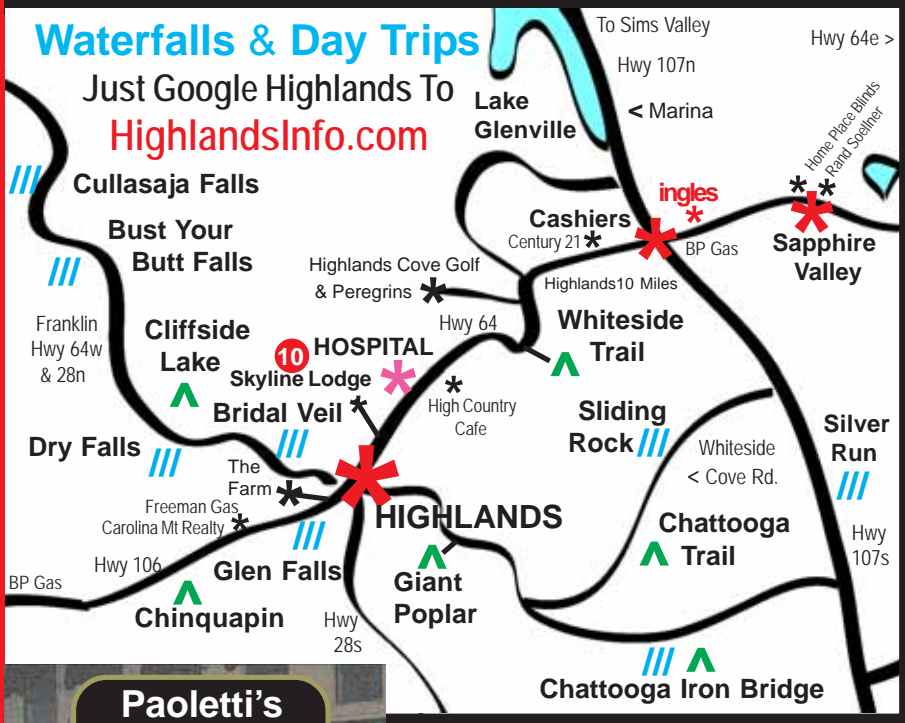 Waterfalls & Day Trips
Just Google Highlands To
HighlandsInfo.com
To Sims Valley
Hwy 107n
Hwy 64e >
Lake
Glenville
< Marina
Home Place Blinds
Rand Soellner
Cullasaja Falls
ingles
Cashiers
Century 21
BP Gas
Sapphire
Valley
Bust Your
Butt Falls
Highlands Cove Golf
& Peregrins
Highlands10 Miles
Franklin
Hwy 64w
& 28n
Cliffside
Lake
Hwy 64
Whiteside
Trail
10
HOSPITAL
Skyline Lodge
High Country
Cafe
Bridal Veil
Sliding
Rock
Silver
Run
Dry Falls
Whiteside
< Cove Rd.
The
Farm
Freeman Gas
Carolina Mt Realty
HIGHLANDS
Chattooga
Trail
Hwy
107s
BP Gas
Hwy 106
Glen Falls
Giant
Poplar
Chinquapin
Hwy
28s
Chattooga Iron Bridge
Paoletti's